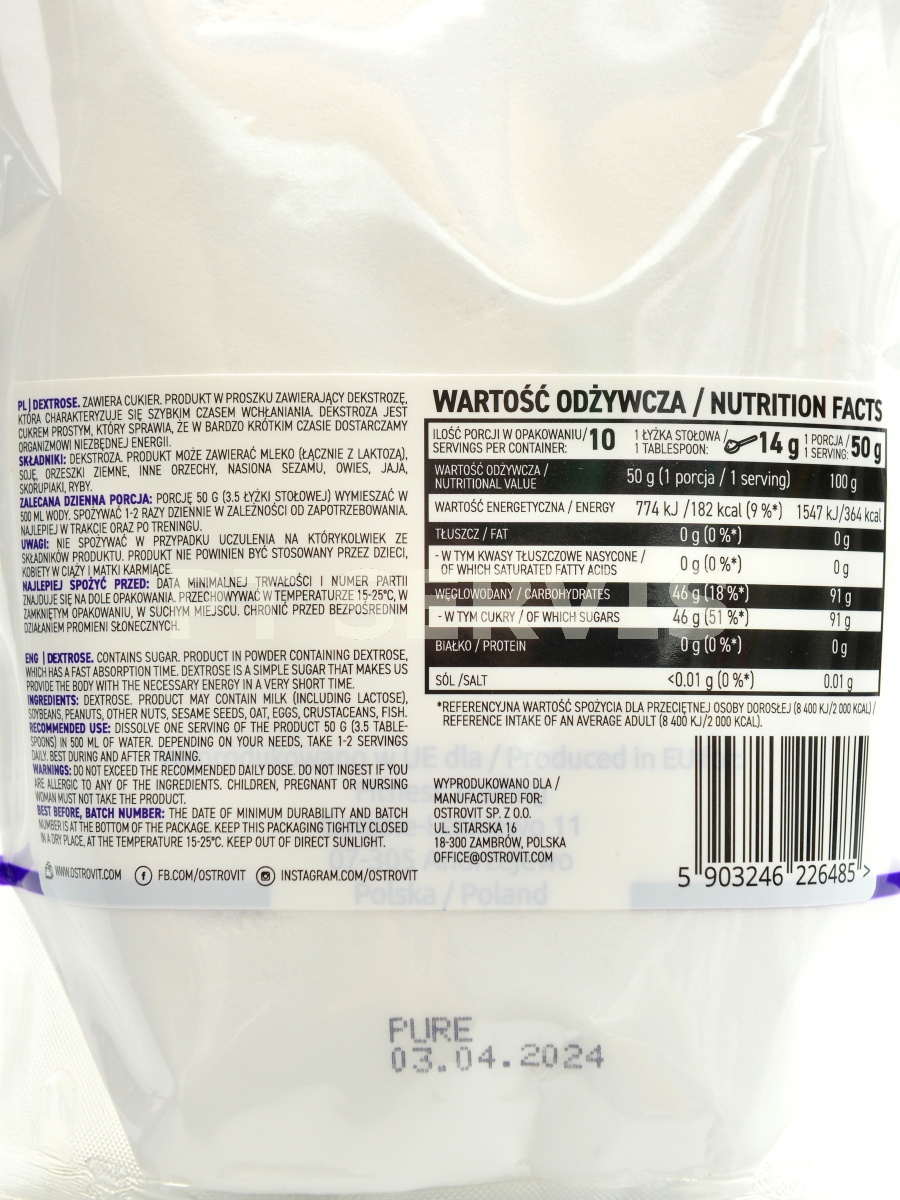 PL | DEXTROSE. ZAWIERA CUKIER. PRODUKT W PROSZKU ZAWIERAJĄCY DEKSTROZĘ,
KTÓRA CHARAKTERYZUJE SIĘ SZYBKIM CZASEM WCHŁANIANIA. DEKSTROZA JEST
CUKREM PROSTYM, KTÓRY SPRAWIA, ŻE W BARDZO KRÓTKIM CZASIE DOSTARCZAMY
ORGANIZMOWI NIEZBĘDNEJ ENERGII.
SKŁADNIKI: DEKSTROZA. PRODUKT MOŻE ZAWIERAĆ MLEKO (ŁĄCZNIE Z LAKTOZĄ),
SOJĘ, ORZESZKI ZIEMNE, INNE ORZECHY, NASIONA SEZAMU, OWIES, JAJA,
SKORUPIAKI, RYBY.
ZALECANA DZIENNA PORCJA: PORCJĘ 50 G (3.5 ŁYŻKI STOŁOWEJ) WYMIESZAĆ W
500 ML WODY. SPOŻYWAĆ 1-2 RAZY DZIENNIE W ZALEŻNOŚCI OD ZAPOTRZEBOWANIA.
NAJLEPIEJ W TRAKCIE ORAZ PO TRENINGU.
UWAGI: NIE SPOŻYWAĆ W PRZYPADKU UCZULENIA NA KTÓRYKOLWIEK ZE
SKŁADNIKÓW PRODUKTU. PRODUKT NIE POWINIEN BYĆ STOSOWANY PRZEZ DZIECI,
KOBIETY W CIĄŻY I MATKI KARMIĄCE.
NAJLEPIEJ SPOŻYĆ PRZED: DATA MINIMALNEJ TRWAŁOŚCI I NUMER PARTII
ZNAJDUJE SIĘ NA DOLE OPAKOWANIA. PRZECHOWYWAĆ W TEMPERATURZE 15-25°C, W
ZAMKNIĘTYM OPAKOWANIU, W SUCHYM MIEJSCU. CHRONIĆ PRZED BEZPOŚREDNIM
DZIAŁANIEM PROMIENI SŁONECZNYCH.
ENG | DEXTROSE. CONTAINS SUGAR. PRODUCT IN POWDER CONTAINING DEXTROSE,
WHICH HAS A FAST ABSORPTION TIME. DEXTROSE IS A SIMPLE SUGAR THAT MAKES US
PROVIDE THE BODY WITH THE NECESSARY ENERGY IN A VERY SHORT TIME.
INGREDIENTS: DEXTROSE. PRODUCT MAY CONTAIN MILK (INCLUDING LACTOSE),
SOYBEANS, PEANUTS, OTHER NUTS, SESAME SEEDS, OAT, EGGS, CRUSTACEANS, FISH.
RECOMMENDED USE: DISSOLVE ONE SERVING OF THE PRODUCT 50 G (3.5 TABLE-
SPOONS) IN 500 ML OF WATER. DEPENDING ON YOUR NEEDS, TAKE 1-2 SERVINGS
DAILY. BEST DURING AND AFTER TRAINING.
WARNINGS: DO NOT EXCEED THE RECOMMENDED DAILY DOSE. DO NOT INGEST IF YOU
ARE ALLERGIC TO ANY OF THE INGREDIENTS. CHILDREN, PREGNANT OR NURSING
WOMAN MUST NOT TAKE THE PRODUCT.
BEST BEFORE, BATCH NUMBER: THE DATE OF MINIMUM DURABILITY AND BATCH
NUMBER IS AT THE BOTTOM OF THE PACKAGE. KEEP THIS PACKAGING TIGHTLY CLOSED
IN A DRY PLACE, AT THE TEMPERATURE 15-25°C. KEEP OUT OF DIRECT SUNLIGHT.
WWW.OSTROVIT.COM FB.COM/OSTROVIT INSTAGRAM.COM/OSTROVIT
WARTOŚĆ ODŻYWCZA / NUTRITION FACTS
ILOŚĆ PORCJI W OPAKOWANIU/ SERVINGS PER CONTAINER: 10 1 ŁYŻKA STOŁOWA / 1 TABLESPOON: 14 g 1 PORCJA / 1 SERVING: 50 g
WARTOŚĆ ODŻYWCZA / NUTRITIONAL VALUE 50 g (1 porcja / 1 serving) 100 g
WARTOŚĆ ENERGETYCZNA / ENERGY 774 kJ /182 kcal (9 %*) 1547 kJ/364 kcal
TŁUSZCZ / FAT 0 g (0 %*) 0 g
- W TYM KWASY TŁUSZCZOWE NASYCONE / OF WHICH SATURATED FATTY ACIDS 0 g (0 %*) 0 g
WĘGLOWODANY / CARBOHYDRATES 46 g (18 %*) 91 g
- W TYM CUKRY / OF WHICH SUGARS 46 g (51 %*) 91 g
BIAŁKO / PROTEIN 0 g (0 %*) 0 g
SÓL /SALT <0.01 g (0 %*) 0.01 g
*REFERENCYJNA WARTOŚĆ SPOŻYCIA DLA PRZECIĘTNEJ OSOBY DOROSŁEJ (8 400 KJ/2 000 KCAL) /
REFERENCE INTAKE OF AN AVERAGE ADULT (8 400 KJ/2 000 KCAL).
WYPRODUKOWANO DLA /
MANUFACTURED FOR:
OSTROVIT SP. Z O.O.
UL. SITARSKA 16
18-300 ZAMBRÓW, POLSKA
OFFICE@OSTROVIT.COM
5 903246 226485 >
w UE dla / Produced in EU
11
07-305
Polska / Poland
PURE
03.04.2024
SERVIS